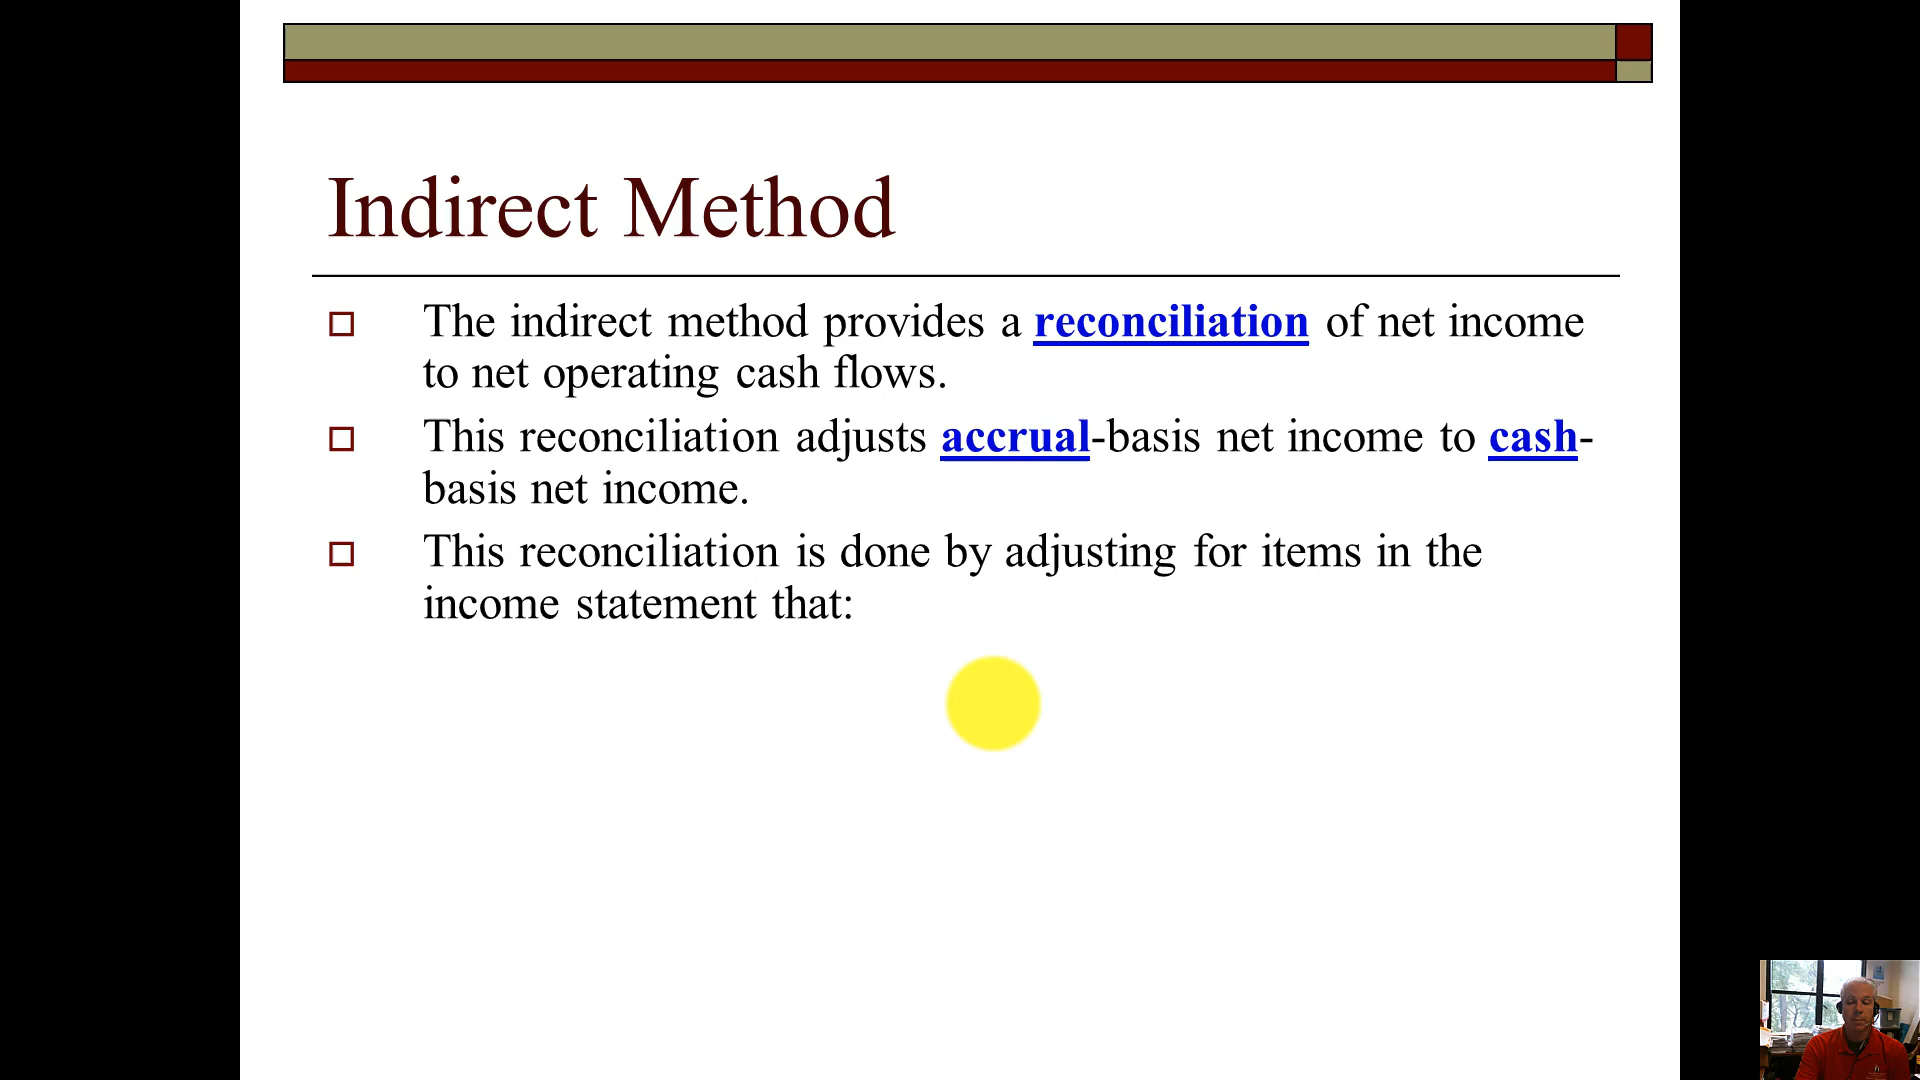 Indirect Method
The indirect method provides a reconciliation of net income
to net operating cash flows.
This reconciliation adjusts accrual-basis net income to cash-
basis net income.
This reconciliation is done by adjusting for items in the
income statement that: